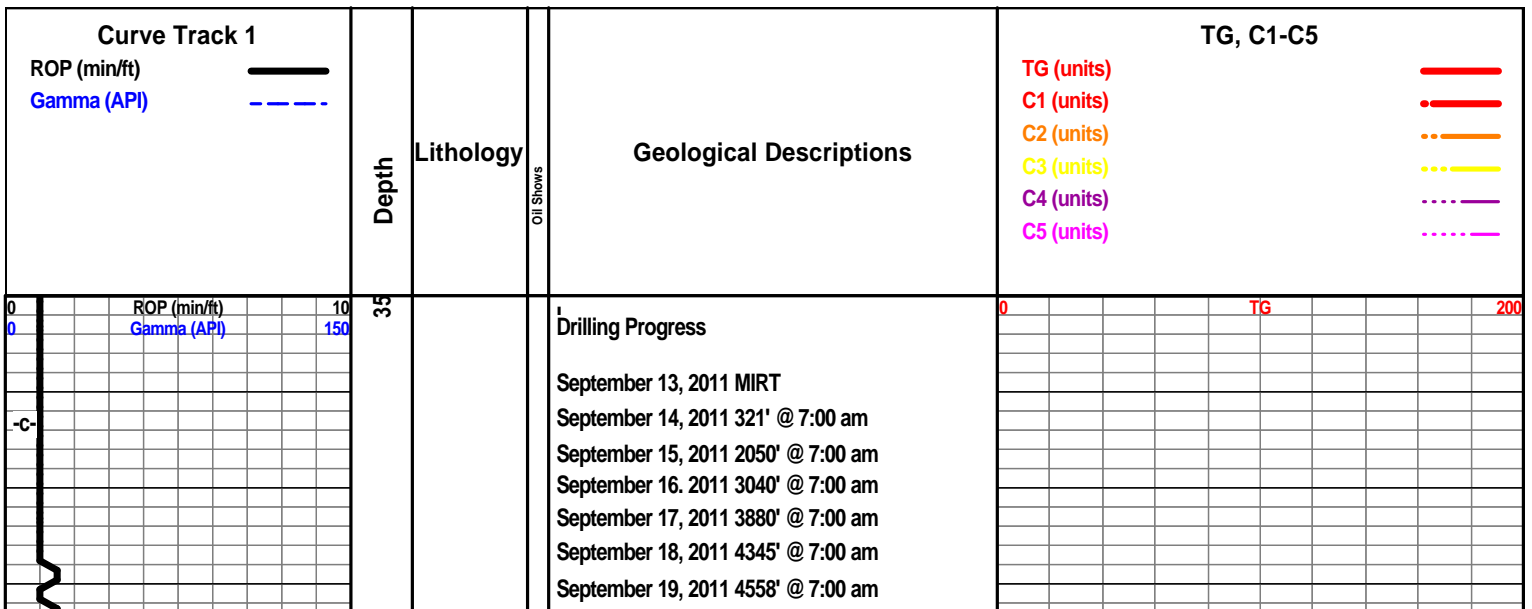 Curve Track 1
ROP (min/ft)
Gamma (API)
Depth
Lithology
Oil Shows
Geological Descriptions
TG, C1-C5
TG (units)
C1 (units)
C2 (units)
C3 (units)
C4 (units)
C5 (units)
0 ROP (min/ft) 10
0 Gamma (API) 150
-C-
35
Drilling Progress
September 13, 2011 MIRT
September 14, 2011 321' @ 7:00 am
September 15, 2011 2050' @ 7:00 am
September 16. 2011 3040' @ 7:00 am
September 17, 2011 3880' @ 7:00 am
September 18, 2011 4345' @ 7:00 am
September 19, 2011 4558' @ 7:00 am
0 TG 200